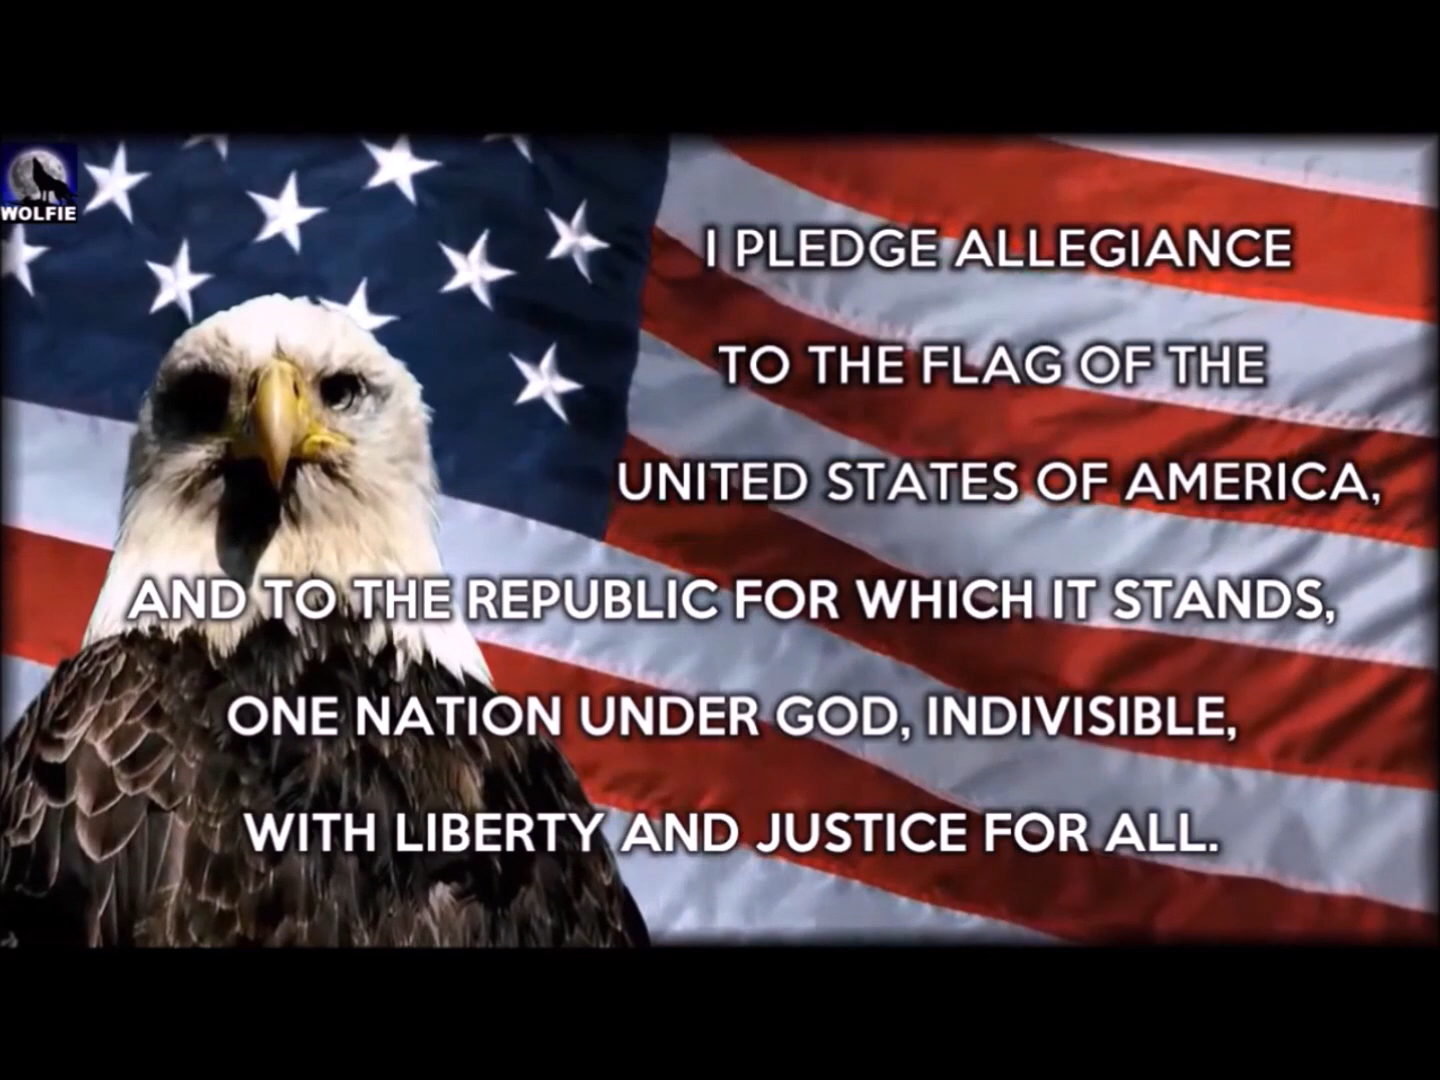 WOLFIE
I PLEDGE ALLEGIANCE
TO THE FLAG OF THE
UNITED STATES OF AMERICA,
AND TO THE REPUBLIC FOR WHICH IT STANDS,
ONE NATION UNDER GOD, INDIVISIBLE,
WITH LIBERTY AND JUSTICE FOR ALL.